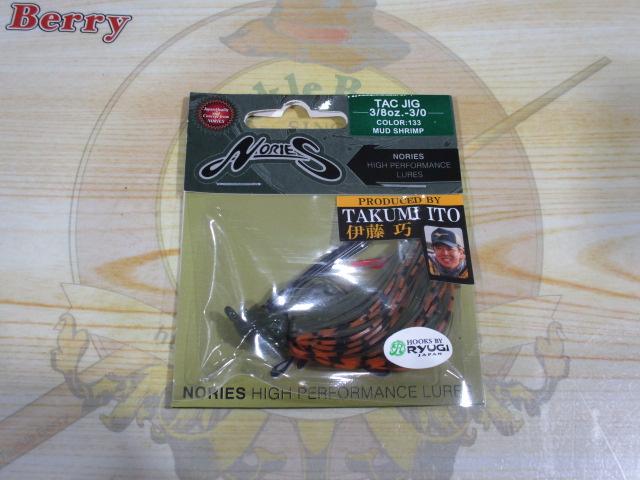 Berry
ckle B
TAC JIG
3/8oz.-3/0
COLOR:133
MUD SHRIMP
NORIES
NORIES
HIGH PERFORMANCE
LURES
PRODUCED BY
TAKUMI ITO
伊藤 巧
HOOKS BY
RYUGI
JAPAN
NORIES HIGH PERFORMANCE LURE